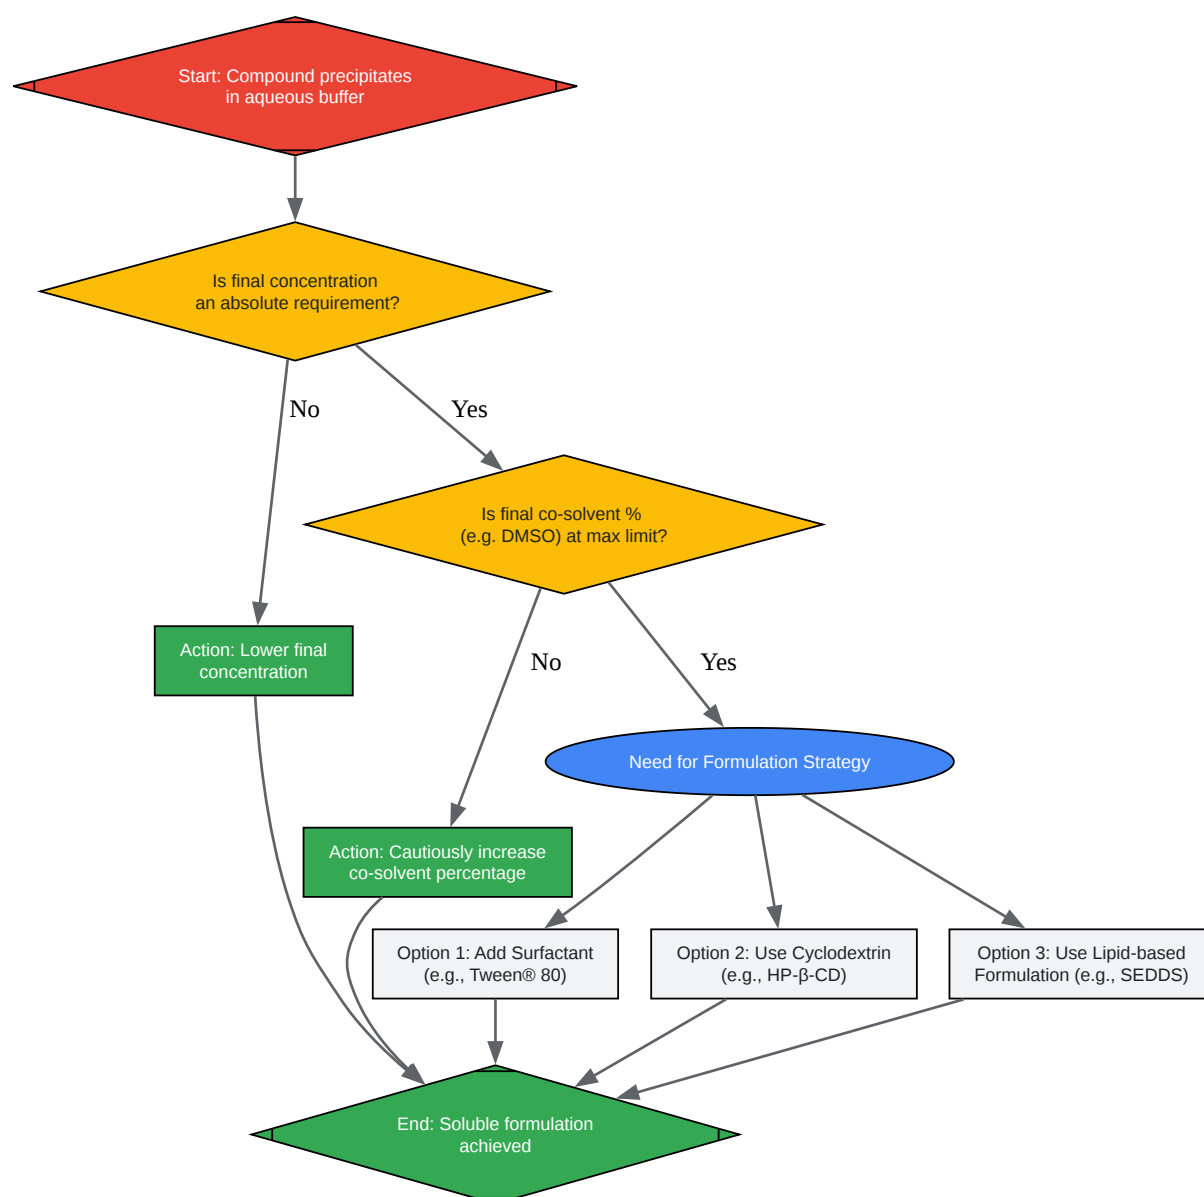 Start: Compound precipitates
in aqueous buffer
Is final concentration
an absolute requirement?
No
Yes
Is final co-solvent %
(e.g. DMSO) at max limit?
Action: Lower final
concentration
No
Yes
Need for Formulation Strategy
Action: Cautiously increase
co-solvent percentage
Option 1: Add Surfactant
(e.g., Tween® 80)
Option 2: Use Cyclodextrin
(e.g., HP-β-CD)
Option 3: Use Lipid-based
Formulation (e.g., SEDDS)
End: Soluble formulation
achieved